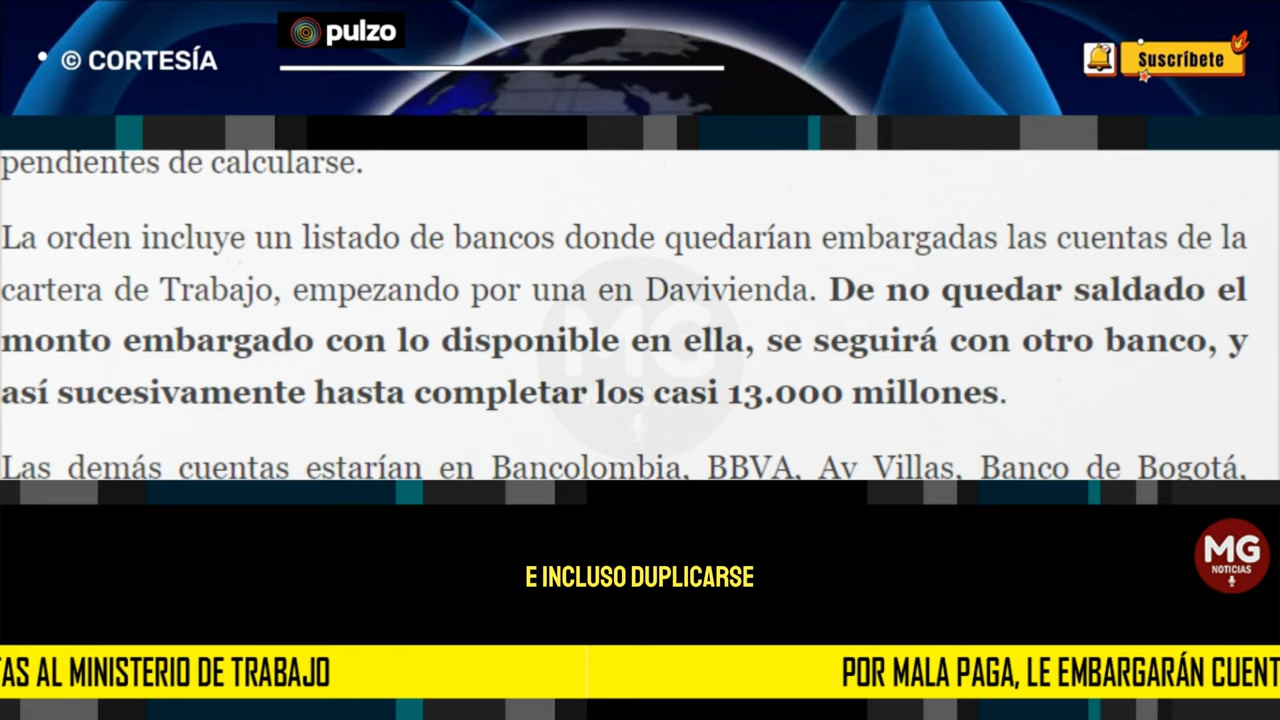 © CORTESÍA
pulzo
Suscríbete
pendientes de calcularse.
La orden incluye un listado de bancos donde quedarían embargadas las cuentas de la
cartera de Trabajo, empezando por una en Davivienda. De no quedar saldado el
monto embargado con lo disponible en ella, se seguirá con otro banco, y
así sucesivamente hasta completar los casi 13.000 millones.
Las demás cuentas estarían en Bancolombia, BBVA, Av Villas, Banco de Bogotá,
MG
MG
NOTICIAS
E INCLUSO DUPLICARSE
TAS AL MINISTERIO DE TRABAJO
POR MALA PAGA, LE EMBARGARÁN CUENT